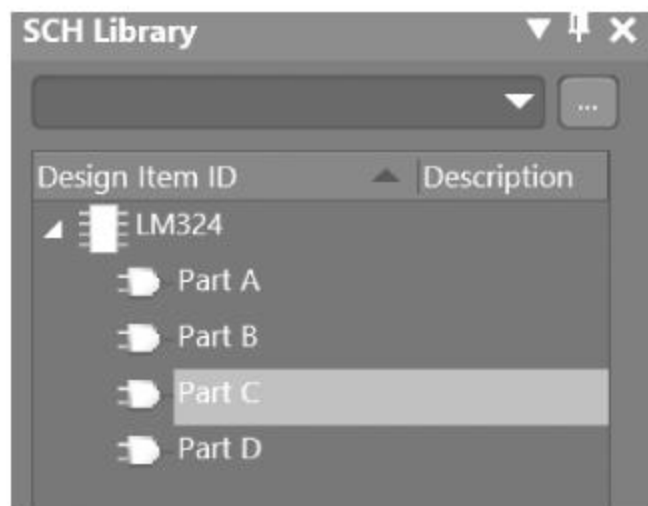 SCH Library
...
Design Item ID Description
LM324
Part A
Part B
Part C
Part D